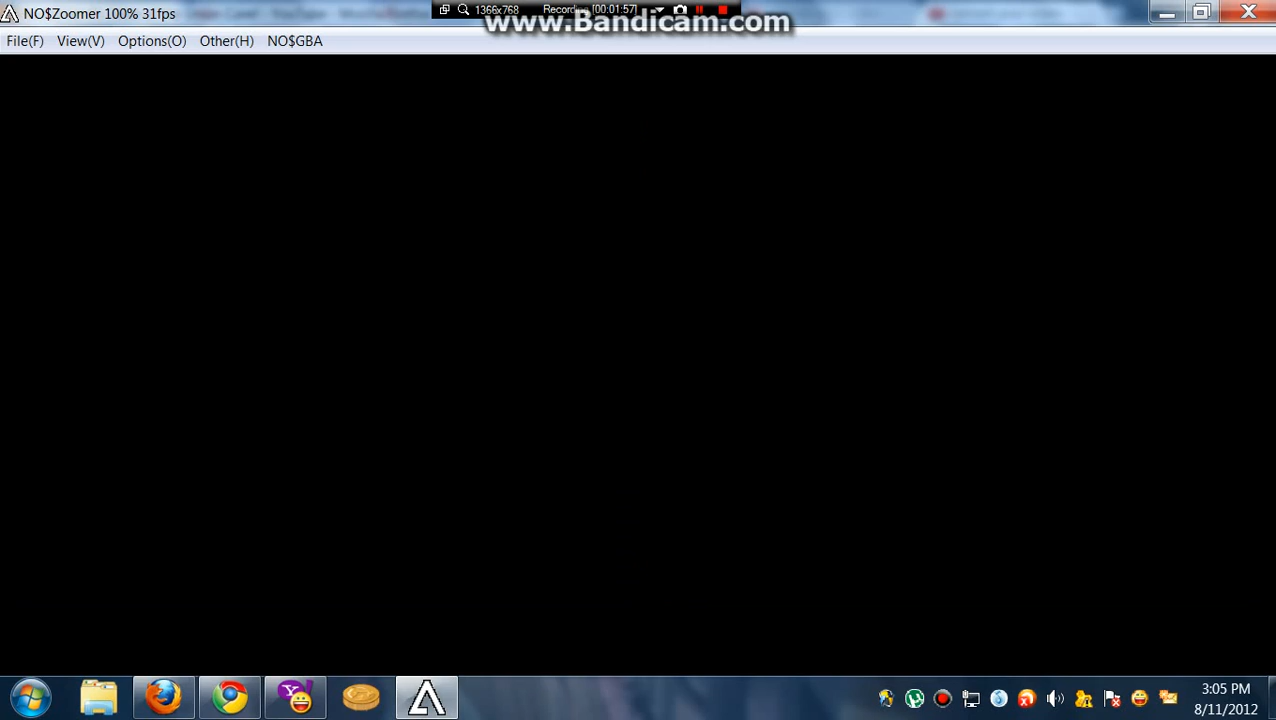 NO$Zoomer 100% 31fps
1366x768 Recording [00:01:57]
www.Bandicam.com
File(F) View(V) Options(O) Other(H) NO$GBA
3:05 PM
8/11/2012